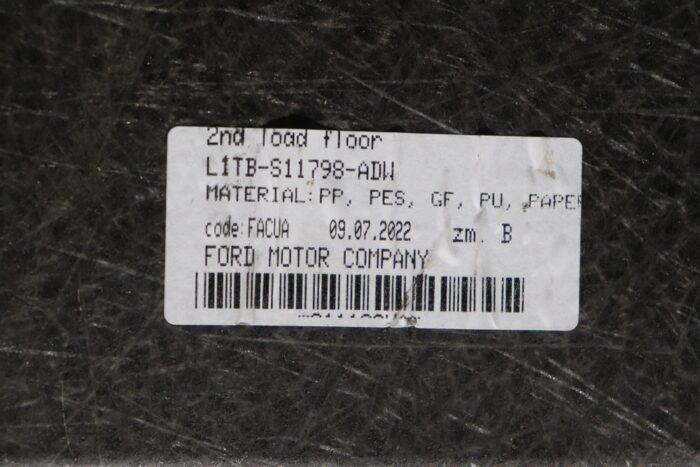 2nd load floor
L1TB-S11798-ADW
MATERIAL:PP, PES, GF, PU, PAPER
code:FACUA 09.07.2022 zm. B
FORD MOTOR COMPANY